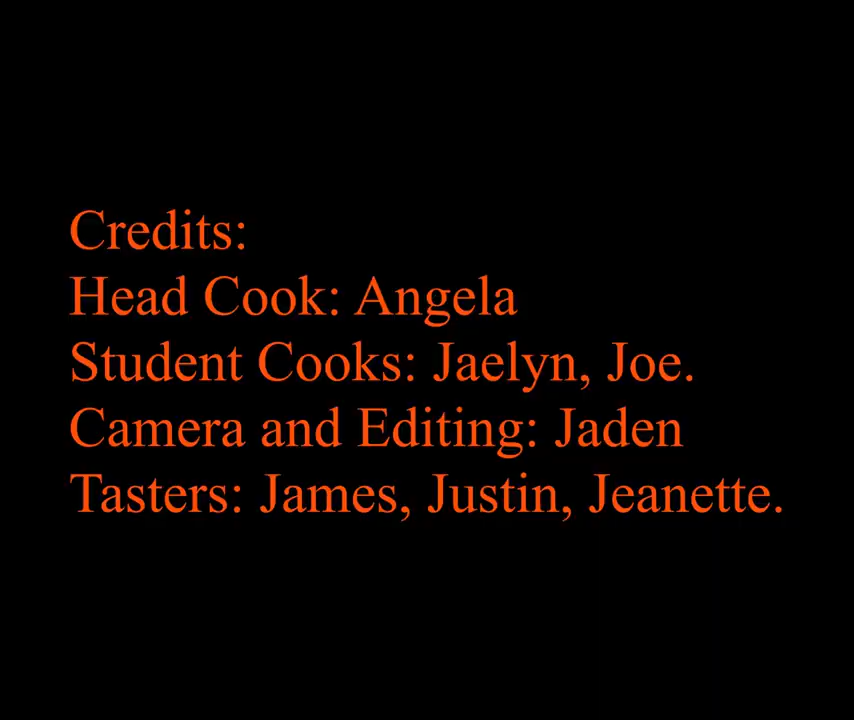 Credits:
Head Cook: Angela
Student Cooks: Jaelyn, Joe.
Camera and Editing: Jaden
Tasters: James, Justin, Jeanette.